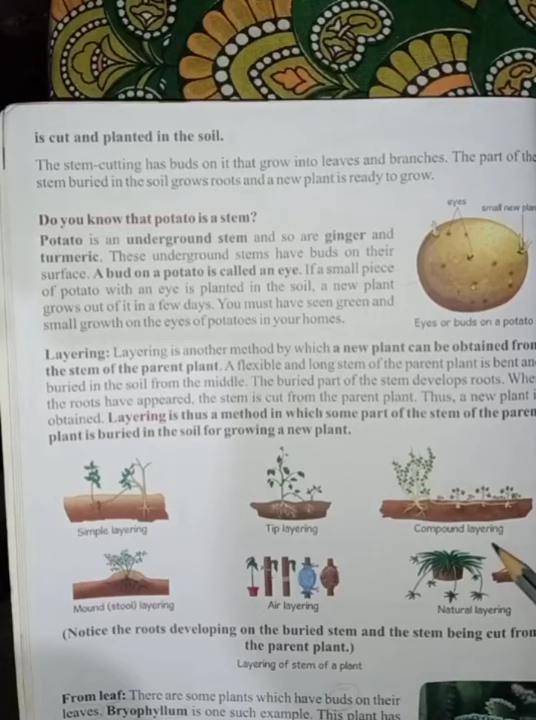 is cut and planted in the soil.
The stem-cutting has buds on it that grow into leaves and branches. The part of the
stem buried in the soil grows roots and a new plant is ready to grow.
Do you know that potato is a stem?
Potato is an underground stem and so are ginger and
turmeric. These underground stems have buds on their
surface. A bud on a potato is called an eye. If a small piece
of potato with an eye is planted in the soil, a new plant
grows out of it in a few days. You must have seen green and
small growth on the eyes of potatoes in your homes.
eyes
small new
Eyes or buds on a potato
Layering: Layering is another method by which a new plant can be obtained
the stem of the parent plant. A flexible and long stem of the parent plant is bent
buried in the soil from the middle. The buried part of the stem develops roots.
the roots have appeared, the stem is cut from the parent plant. Thus, a new plant
obtained. Layering is thus a method in which some part of the stem of the
plant is buried in the soil for growing a new plant.
Simple layering
Tip layering
Compound layering
Mound (stool) layering
Air layering
Natural layering
(Notice the roots developing on the buried stem and the stem being cut
the parent plant.)
Layering of stem of a plant
From leaf: There are some plants which have buds on their
leaves. Bryophyllum is one such example. This plant has